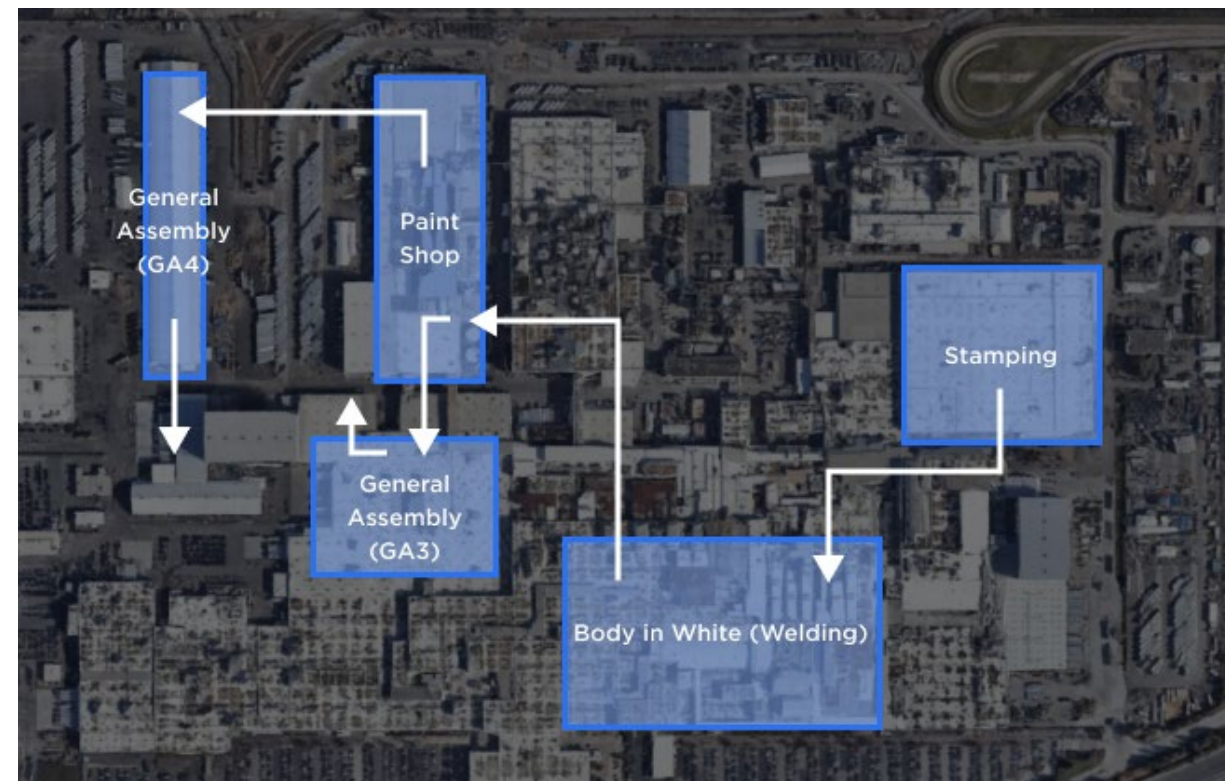 General
Assembly
(GA4)
Paint
Shop
Stamping
General
Assembly
(GA3)
Body in White (Welding)